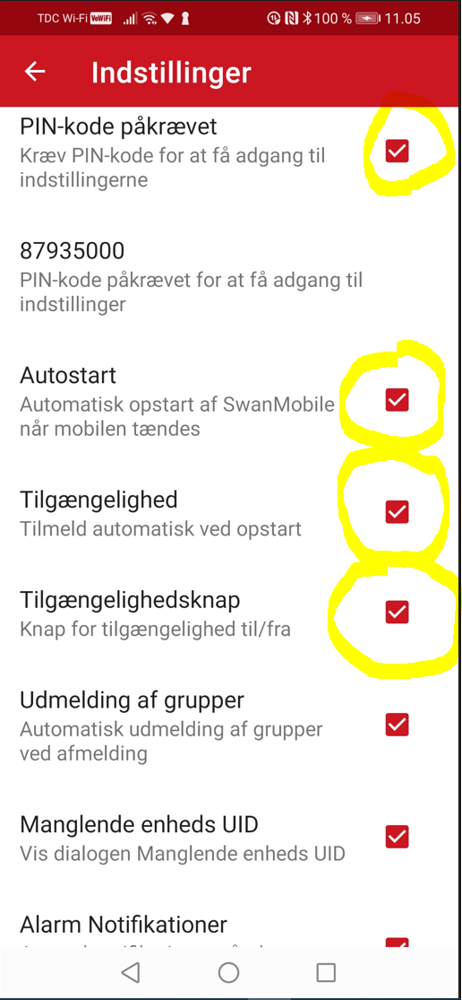 TDC Wi-Fi VoWiFi 100 % 11.05
Indstillinger
PIN-kode påkrævet
Kræv PIN-kode for at få adgang til
indstillingerne
87935000
PIN-kode påkrævet for at få adgang til
indstillinger
Autostart
Automatisk opstart af SwanMobile
når mobilen tændes
Tilgængelighed
Tilmeld automatisk ved opstart
Tilgængelighedsknap
Knap for tilgængelighed til/fra
Udmelding af grupper
Automatisk udmelding af grupper
ved afmelding
Manglende enheds UID
Vis dialogen Manglende enheds UID
Alarm Notifikationer